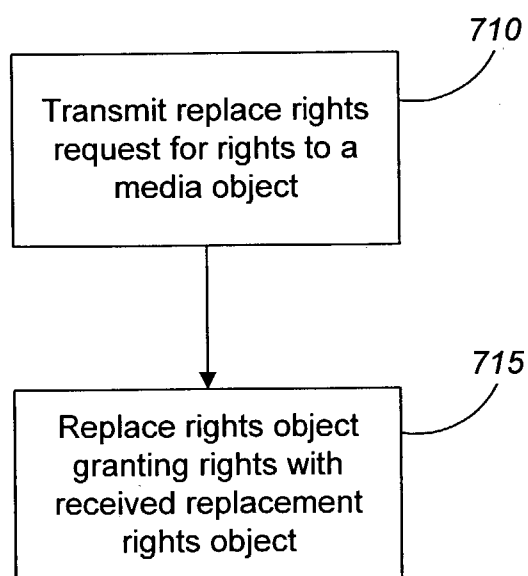 710
Transmit replace rights
request for rights to a
media object
715
Replace rights object
granting rights with
received replacement
rights object